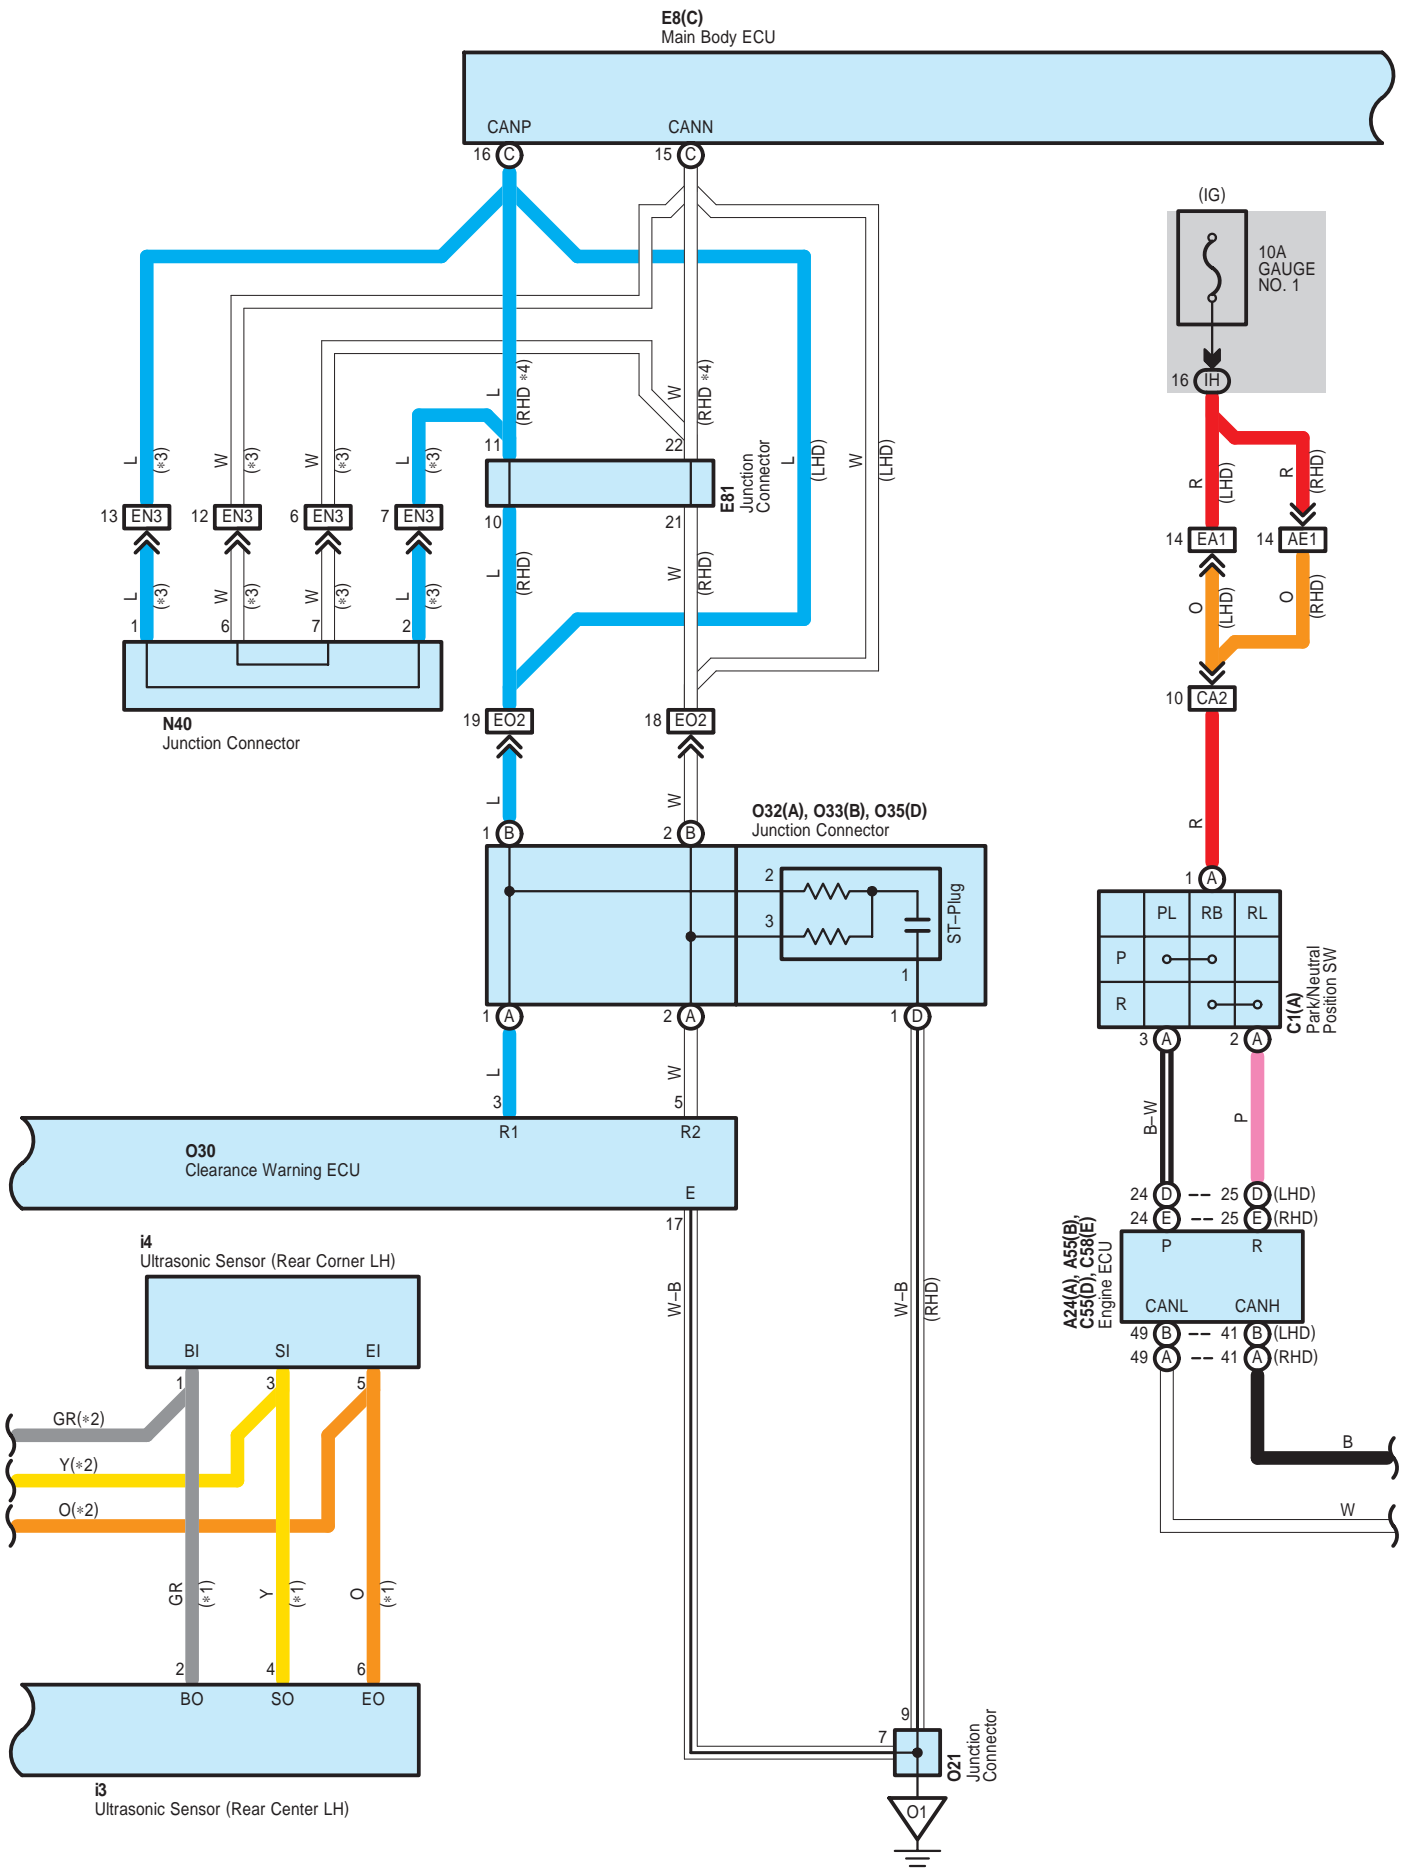 E8(C)
Main Body ECU
CANP
CANN
16 C
15 C
(IG)
10A
GAUGE
NO. 1
16 IH
L
(RHD *4)
W
(RHD *4)
11
22
E81
Junction
Connector
10
21
L
(LHD)
W
(LHD)
L
(*3)
W
(*3)
W
(*3)
L
(*3)
13 EN3
12 EN3
6 EN3
7 EN3
R
(LHD)
R
(RHD)
14 EA1
14 AE1
L
(*3)
W
(*3)
W
(*3)
L
(*3)
L
(RHD)
W
(RHD)
O
(LHD)
O
(RHD)
1
6
7
2
N40
Junction Connector
10 CA2
19 EO2
18 EO2
L
W
R
O32(A), O33(B), O35(D)
Junction Connector
1 B
2 B
2
3
1
ST–Plug
1 A
PL
RB
RL
P
R
C1(A)
Park/Neutral
Position SW
1 A
2 A
1 D
3 A
2 A
L
W
3
5
R1
R2
O30
Clearance Warning ECU
E
17
B–W
P
24 D
25 D (LHD)
24 E
25 E (RHD)
P
R
A24(A), A55(B),
C55(D), C58(E)
Engine ECU
CANL
CANH
49 B
41 B (LHD)
49 A
41 A (RHD)
i4
Ultrasonic Sensor (Rear Corner LH)
BI
SI
EI
1
3
5
W–B
W–B
(RHD)
GR(*2)
Y(*2)
O(*2)
B
W
GR
(*1)
Y
(*1)
O
(*1)
2
4
6
BO
SO
EO
i3
Ultrasonic Sensor (Rear Center LH)
9
7
O21
Junction
Connector
O1